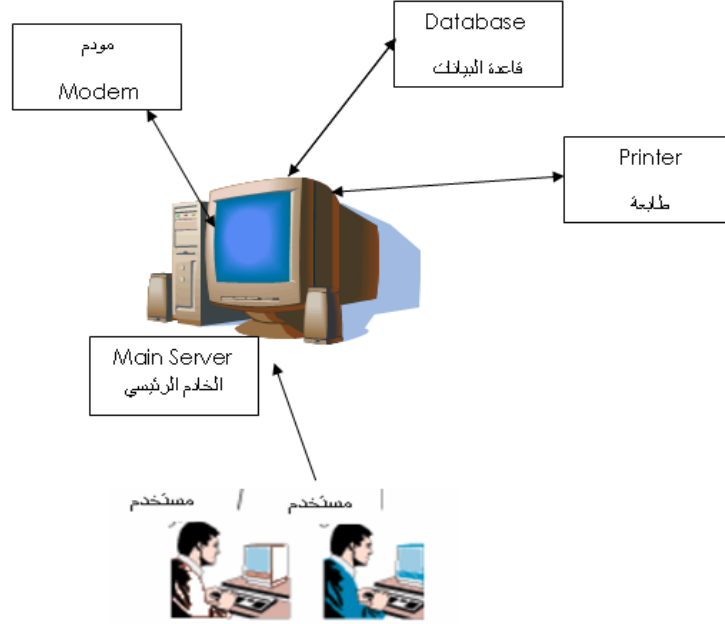 مودم
Modem
Database
قاعدة البيانات
Printer
طابعة
Main Server
الخادم الرئيسي
مستخدم
مستخدم